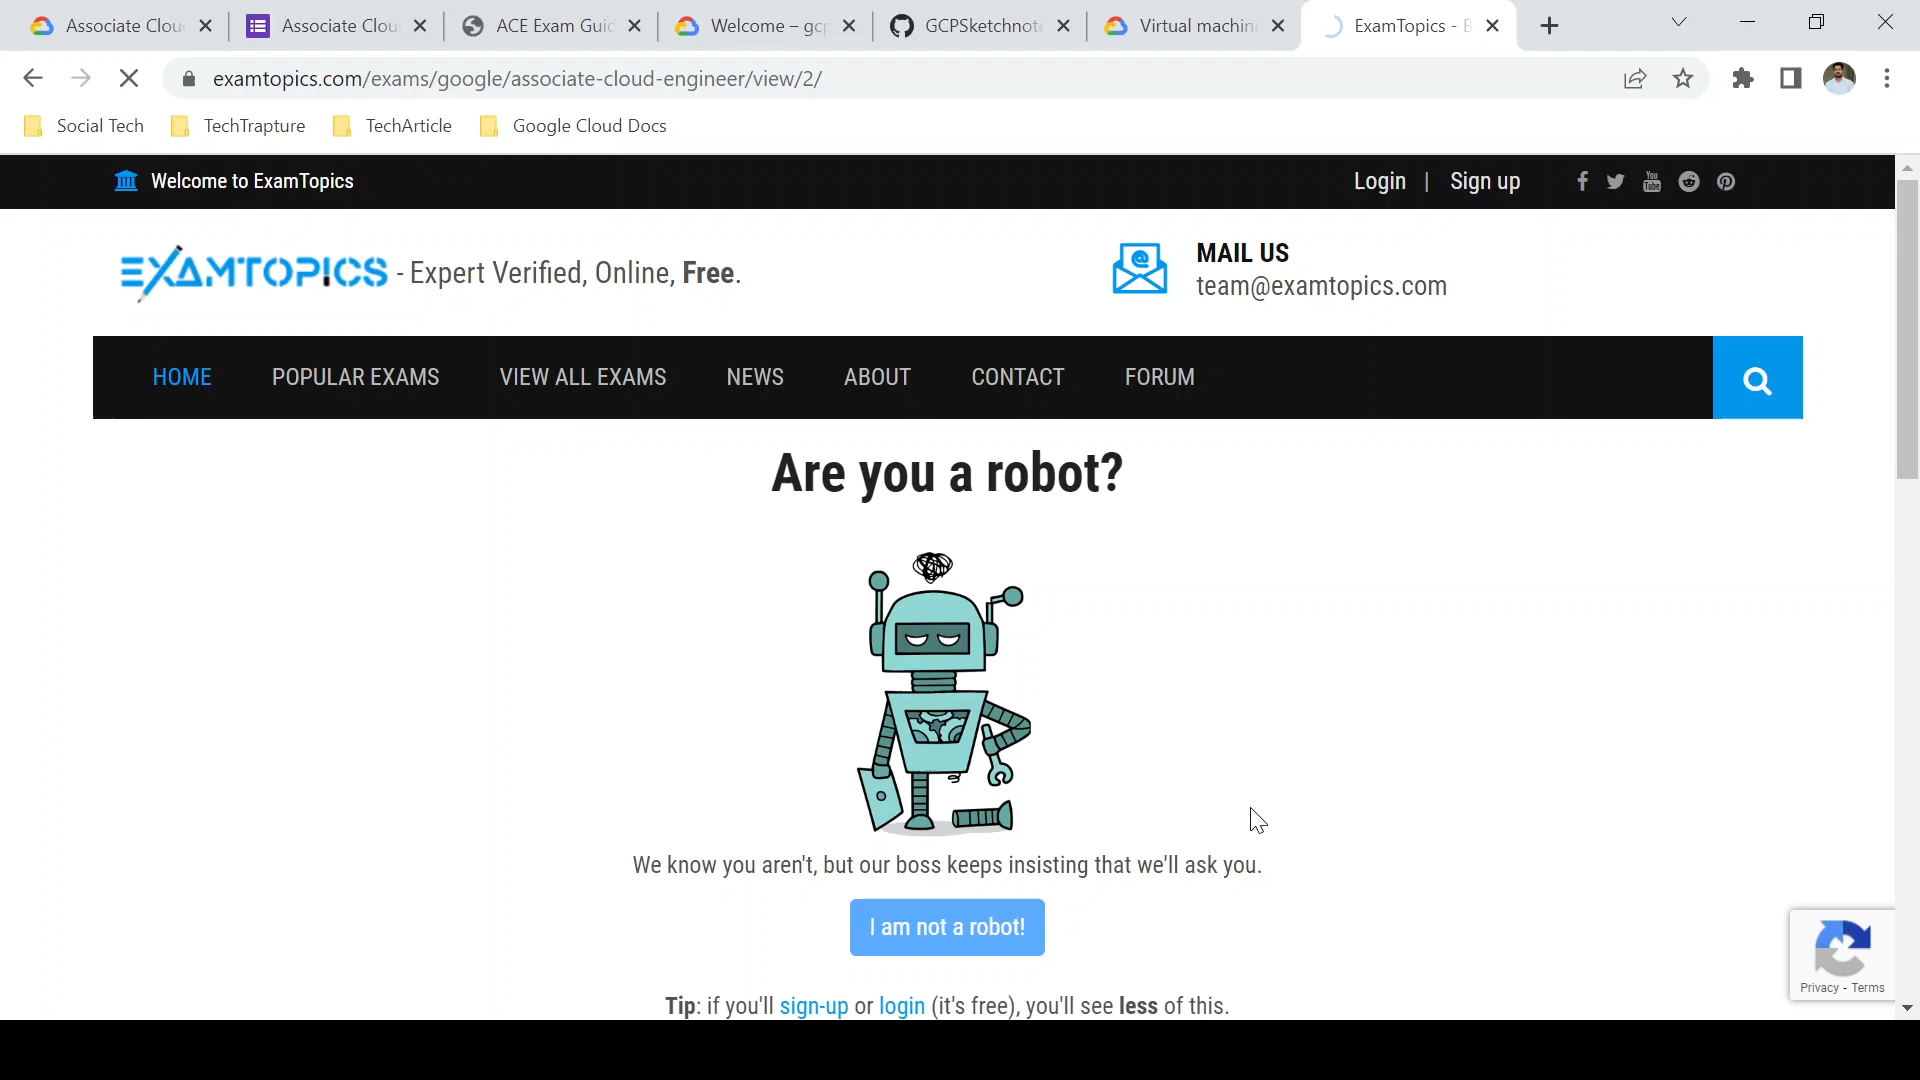 Associate Clou
Associate Clou
ACE Exam Guid
Welcome – gcp
GCPSketchnote
Virtual machin
ExamTopics - B
examtopics.com/exams/google/associate-cloud-engineer/view/2/
Social Tech
TechTrapture
TechArticle
Google Cloud Docs
Welcome to ExamTopics
Login | Sign up
You Tube
EXAMTOPICS - Expert Verified, Online, Free.
MAIL US
team@examtopics.com
HOME
POPULAR EXAMS
VIEW ALL EXAMS
NEWS
ABOUT
CONTACT
FORUM
Are you a robot?
We know you aren't, but our boss keeps insisting that we'll ask you.
I am not a robot!
Privacy - Terms
Tip: if you'll sign-up or login (it's free), you'll see less of this.